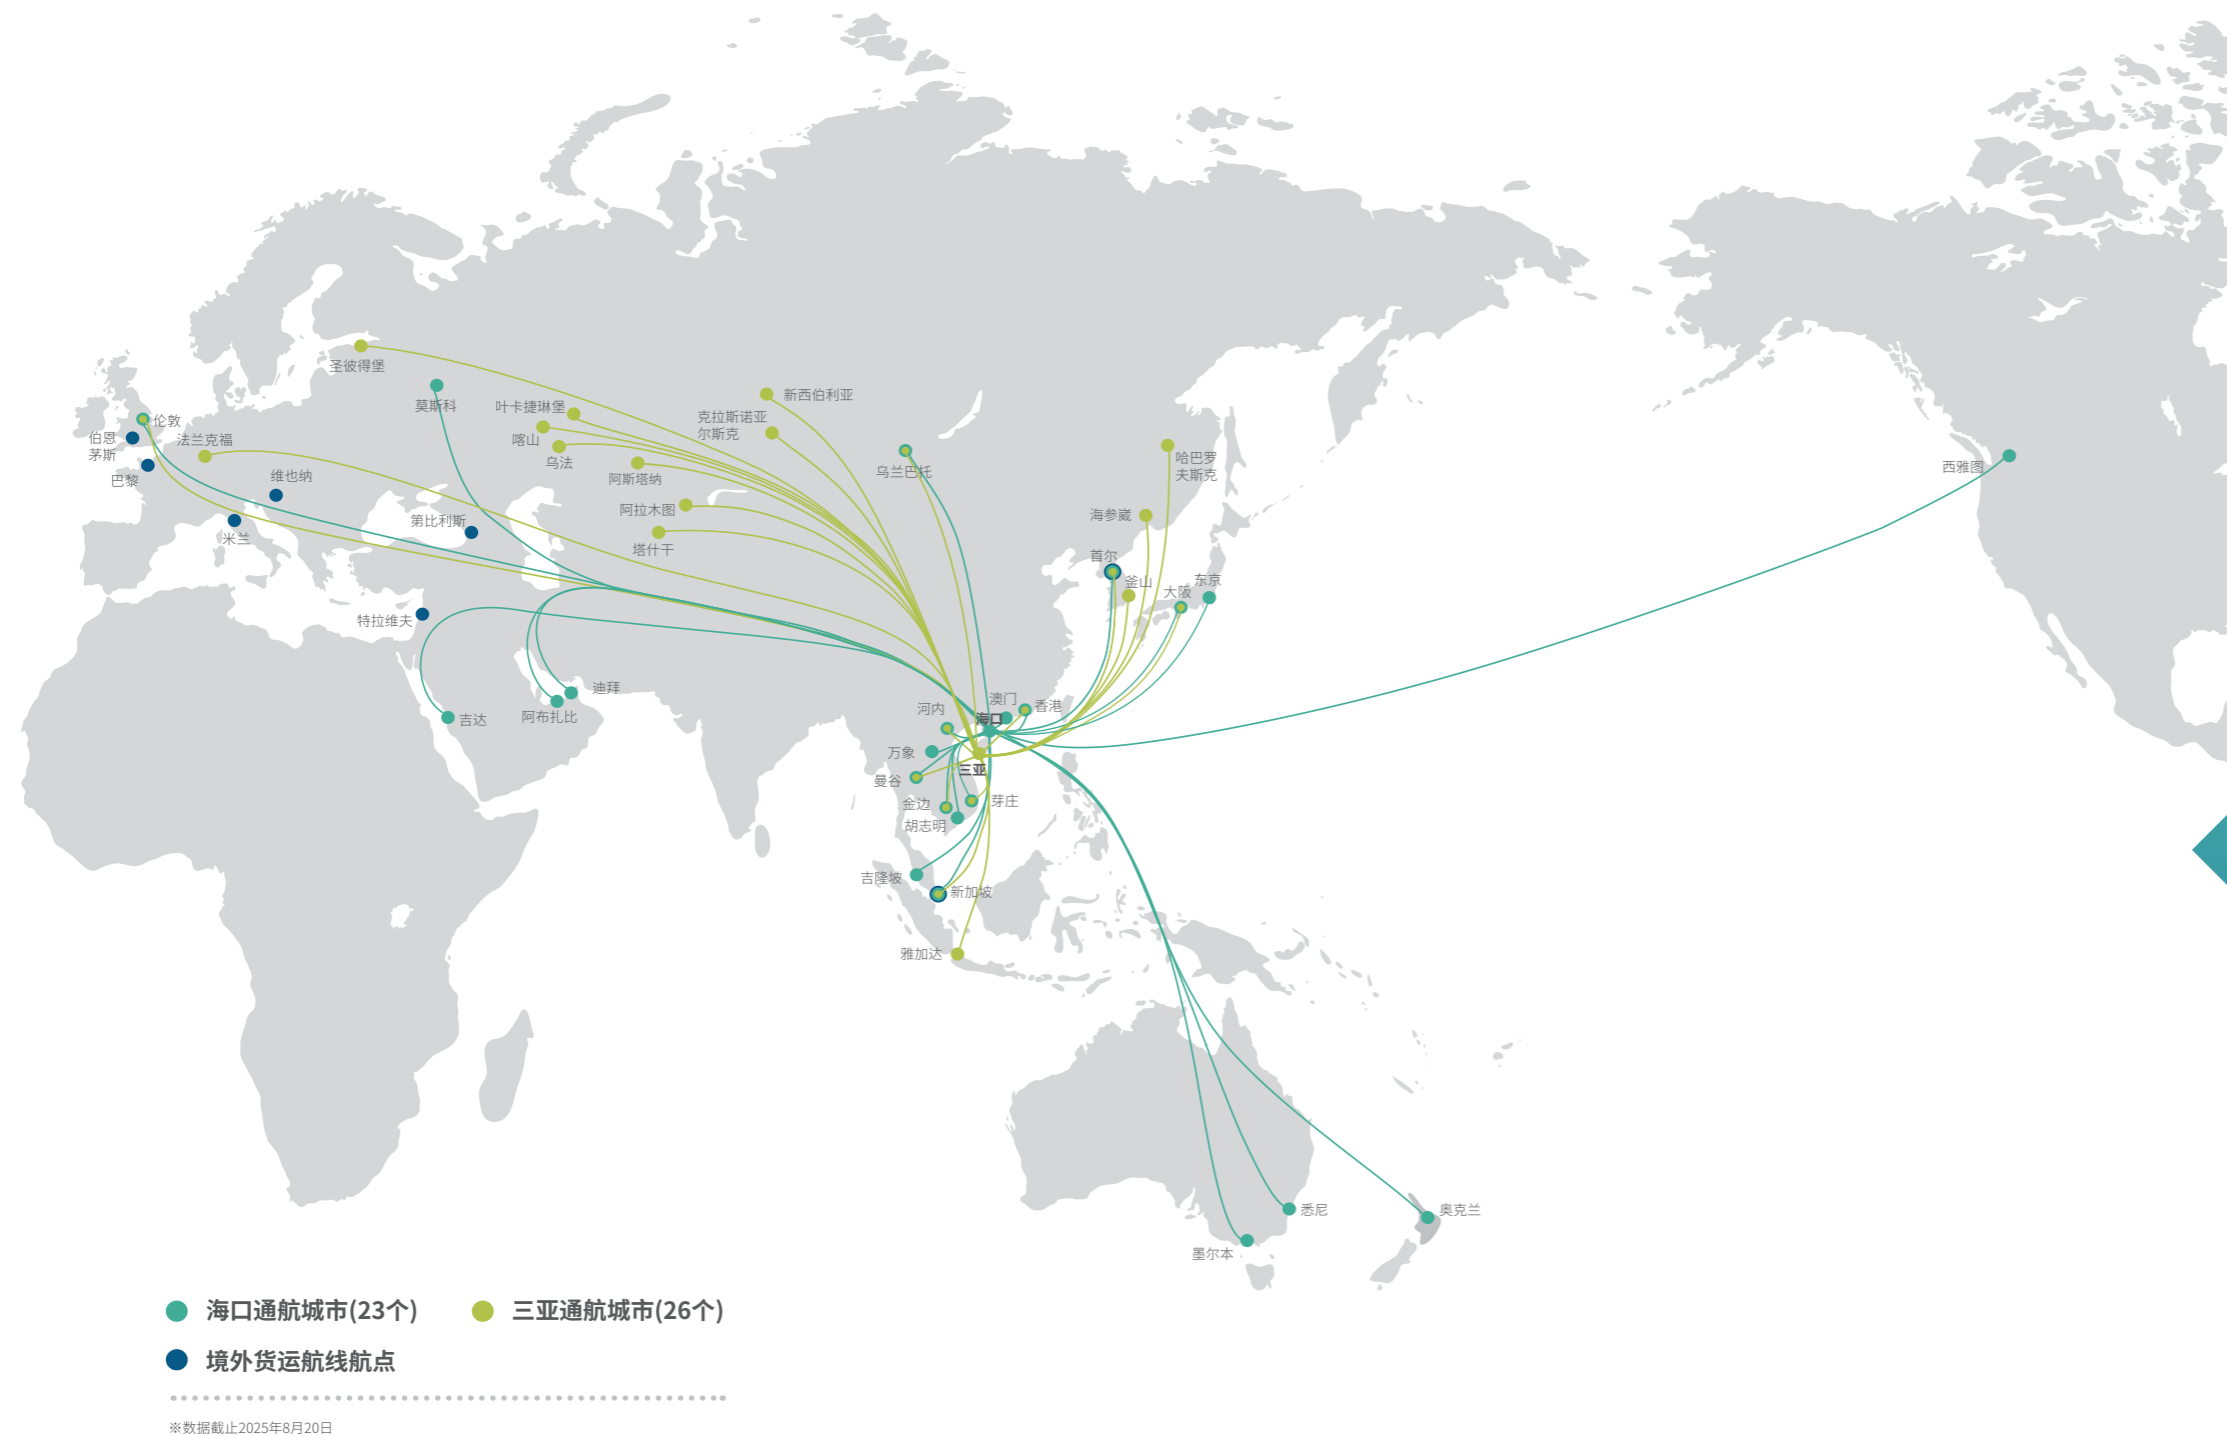 圣彼得堡
莫斯科
伦敦
伯恩
茅斯
法兰克福
巴黎
维也纳
米兰
第比利斯
特拉维夫
叶卡捷琳堡
喀山
乌法
阿斯塔纳
阿拉木图
塔什干
新西伯利亚
克拉斯诺亚
尔斯克
乌兰巴托
哈巴罗
夫斯克
海参崴
首尔
釜山
大阪
东京
西雅图
迪拜
阿布扎比
吉达
河内
澳门
香港
海口
万象
三亚
曼谷
金边
芽庄
胡志明
吉隆坡
新加坡
雅加达
悉尼
奥克兰
墨尔本
海口通航城市(23个)
三亚通航城市(26个)
境外货运航线航点
※数据截止2025年8月20日